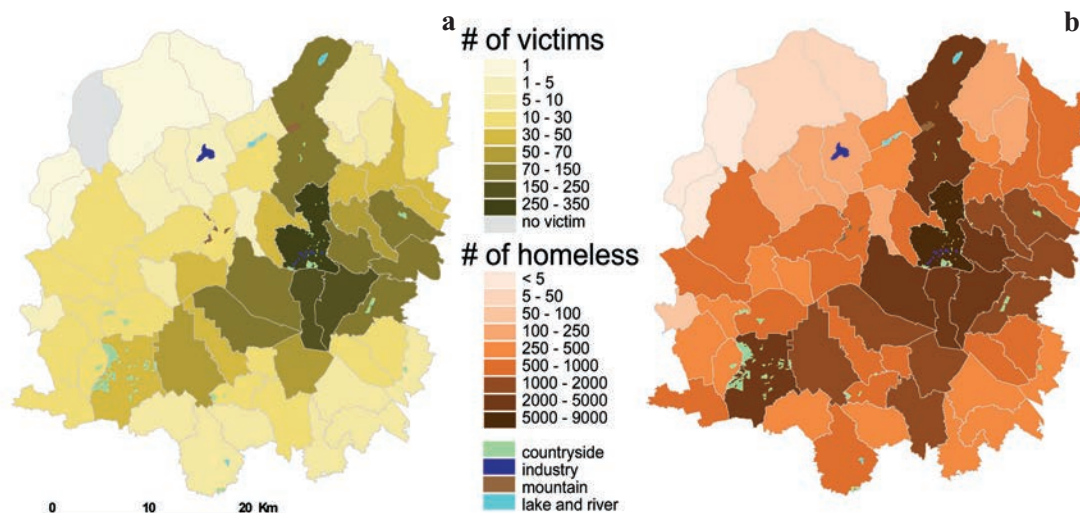 a
b
# of victims
1
1 - 5
5 - 10
10 - 30
30 - 50
50 - 70
70 - 150
150 - 250
250 - 350
no victim
# of homeless
< 5
5 - 50
50 - 100
100 - 250
250 - 500
500 - 1000
1000 - 2000
2000 - 5000
5000 - 9000
countryside
industry
mountain
lake and river
0 10 20 Km